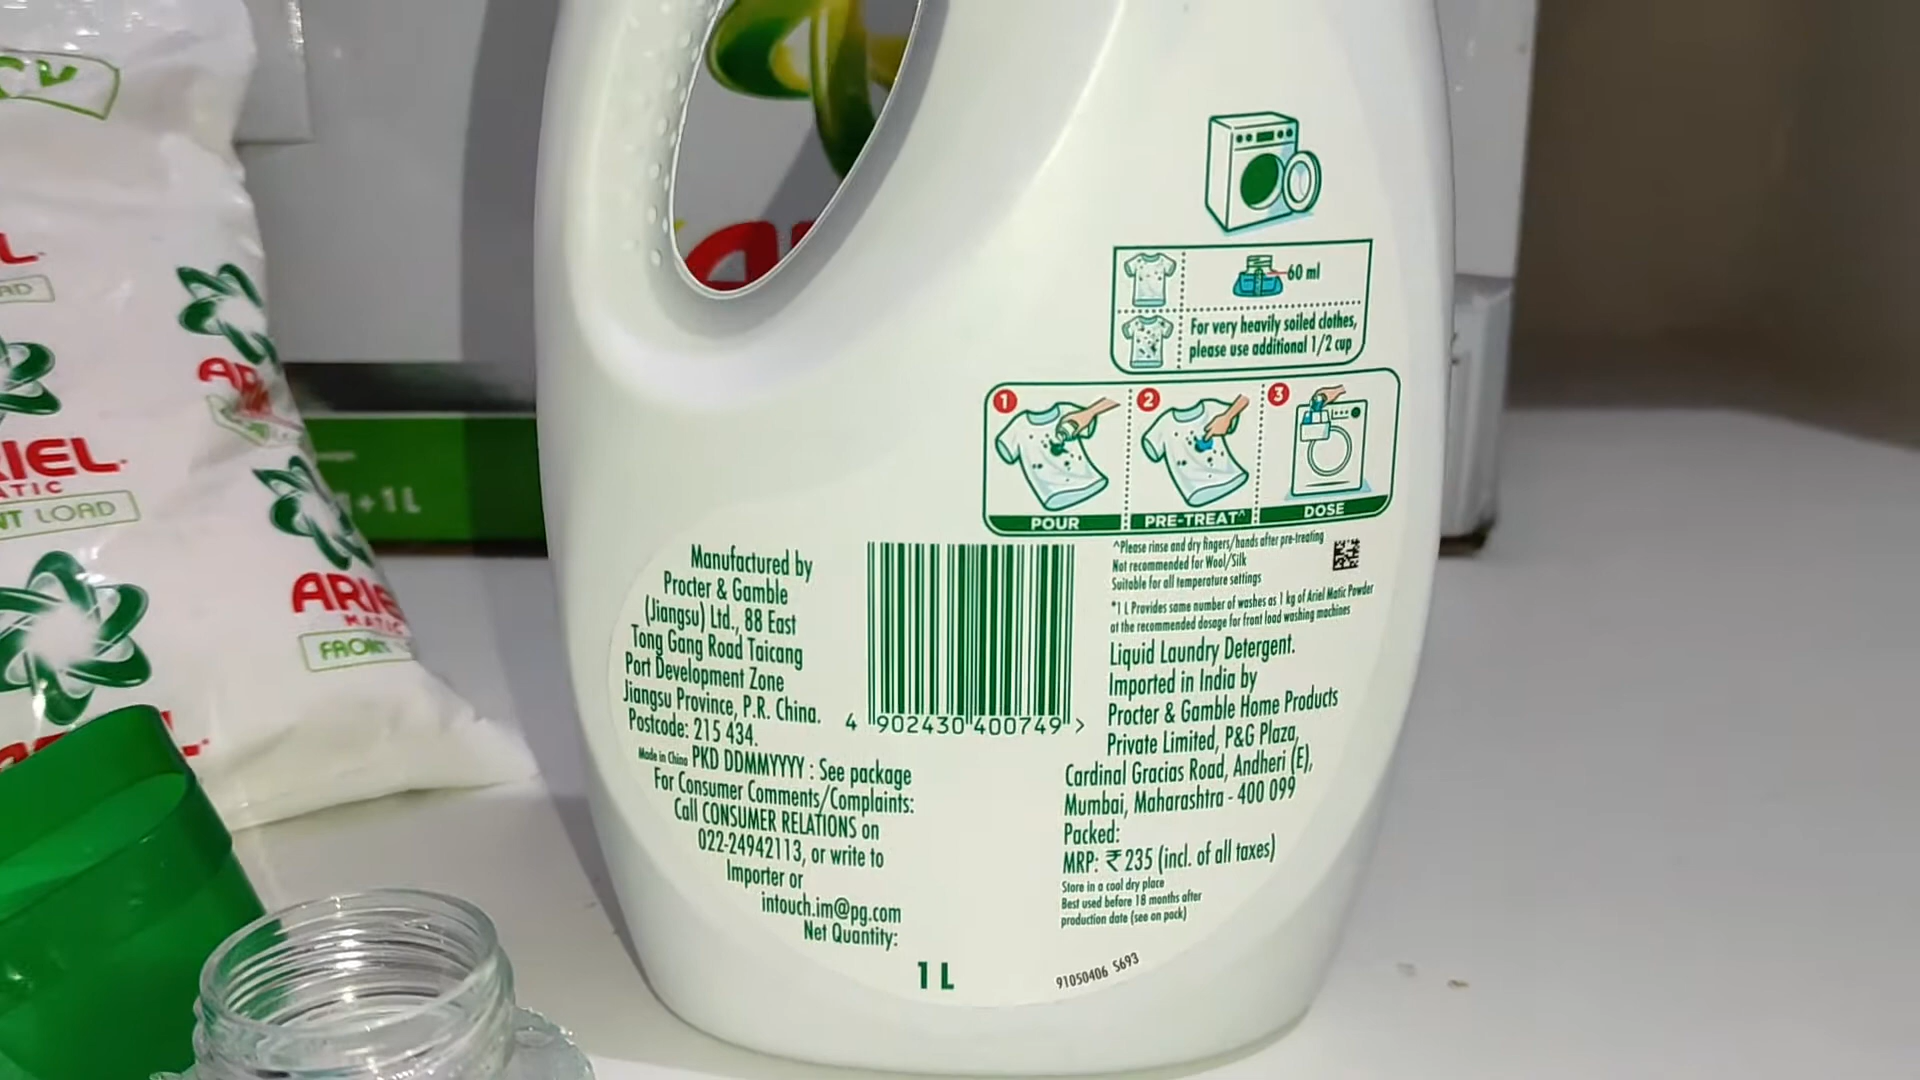 ARIEL
MATIC
FRONT LOAD
ARIEL
MATIC
+1L
60 ml
For very heavily soiled clothes,
please use additional 1/2 cup
1
2
3
POUR
PRE-TREAT^
DOSE
^Please rinse and dry fingers/hands after pre-treating
Not recommended for Wool/Silk
Suitable for all temperature settings
*1 L Provides same number of washes as 1 kg of Ariel Matic Powder
at the recommended dosage for front load washing machines
Manufactured by
Procter & Gamble
(Jiangsu) Ltd., 88 East
Tong Gang Road Taicang
Port Development Zone
Jiangsu Province, P.R. China.
Postcode: 215 434.
Made in China PKD DDMMYYYY : See package
For Consumer Comments/Complaints:
Call CONSUMER RELATIONS on
022-24942113, or write to
Importer or
intouch.im@pg.com
Net Quantity:
1 L
4 902430 400749 >
Liquid Laundry Detergent.
Imported in India by
Procter & Gamble Home Products
Private Limited, P&G Plaza,
Cardinal Gracias Road, Andheri (E),
Mumbai, Maharashtra - 400 099
Packed:
MRP: ₹ 235 (incl. of all taxes)
Store in a cool dry place
Best used before 18 months after
production date (see on pack)
91050406 S693